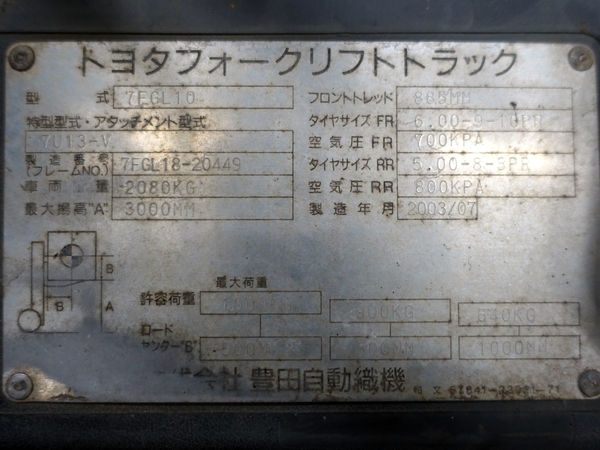 トヨタフォークリフトトラック
型式 7FGL10 フロントトレッド 885MM
特型型式・アタッチメント型式 タイヤサイズ FR 6.00-9-10PR
7U13-V 空気圧 FR 700KPA
製造番号 (フレームNO.) 7FGL18-20449 タイヤサイズ RR 5.00-8-8PR
車両重量 2080KG 空気圧 RR 800KPA
最大揚高"A" 3000MM 製造年月 2003/07
最大荷重
B
許容荷重 900KG 640KG
B A
ロード
センター"B" 1000MM
会社 豊田自動織機